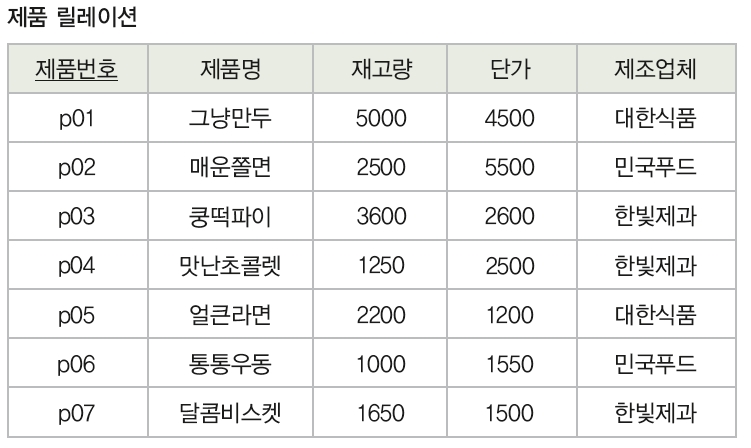 제품 릴레이션
제품번호 제품명 재고량 단가 제조업체
p01 그냥만두 5000 4500 대한식품
p02 매운쫄면 2500 5500 민국푸드
p03 쿵떡파이 3600 2600 한빛제과
p04 맛난초콜렛 1250 2500 한빛제과
p05 얼큰라면 2200 1200 대한식품
p06 통통우동 1000 1550 민국푸드
p07 달콤비스켓 1650 1500 한빛제과